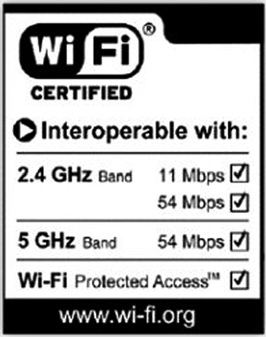 Wi Fi®
CERTIFIED
Interoperable with:
2.4 GHz Band 11 Mbps
54 Mbps
5 GHz Band 54 Mbps
Wi-Fi Protected Access™
www.wi-fi.org